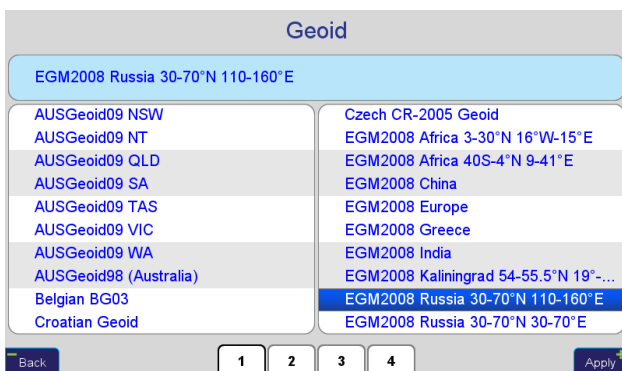 Geoid
EGM2008 Russia 30-70°N 110-160°E
AUSGeoid09 NSW
AUSGeoid09 NT
AUSGeoid09 QLD
AUSGeoid09 SA
AUSGeoid09 TAS
AUSGeoid09 VIC
AUSGeoid09 WA
AUSGeoid98 (Australia)
Belgian BG03
Croatian Geoid
Czech CR-2005 Geoid
EGM2008 Africa 3-30°N 16°W-15°E
EGM2008 Africa 40S-4°N 9-41°E
EGM2008 China
EGM2008 Europe
EGM2008 Greece
EGM2008 India
EGM2008 Kaliningrad 54-55.5°N 19°-...
EGM2008 Russia 30-70°N 110-160°E
EGM2008 Russia 30-70°N 30-70°E
Back
1
2
3
4
Apply